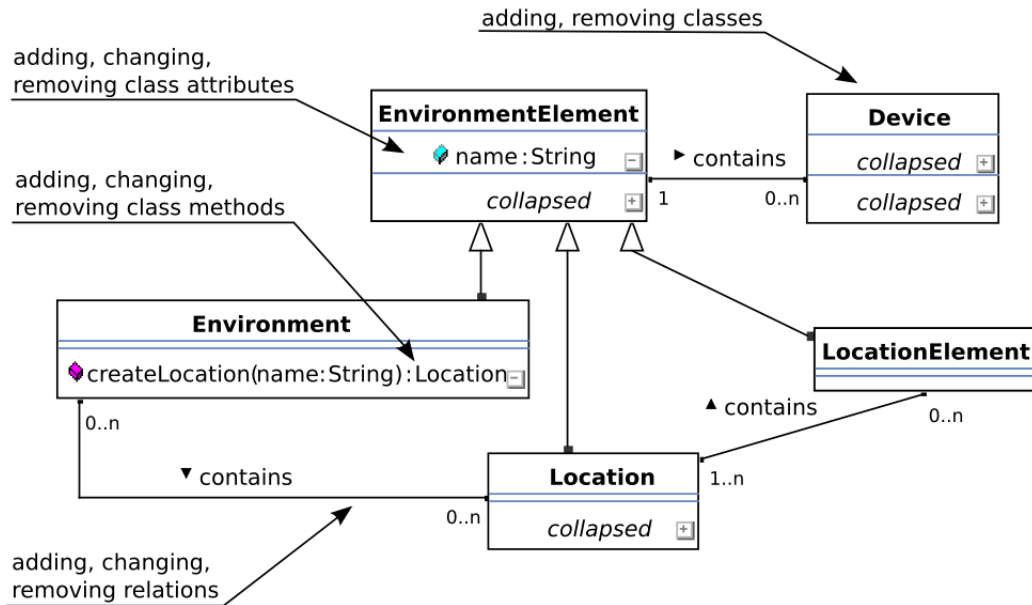 adding, removing classes
adding, changing,
removing class attributes
EnvironmentElement
name:String
collapsed
Device
collapsed
collapsed
▶ contains
1
0..n
adding, changing,
removing class methods
Environment
createLocation(name:String):Location
LocationElement
0..n
▲ contains
0..n
▼ contains
Location
1..n
0..n
collapsed
adding, changing,
removing relations